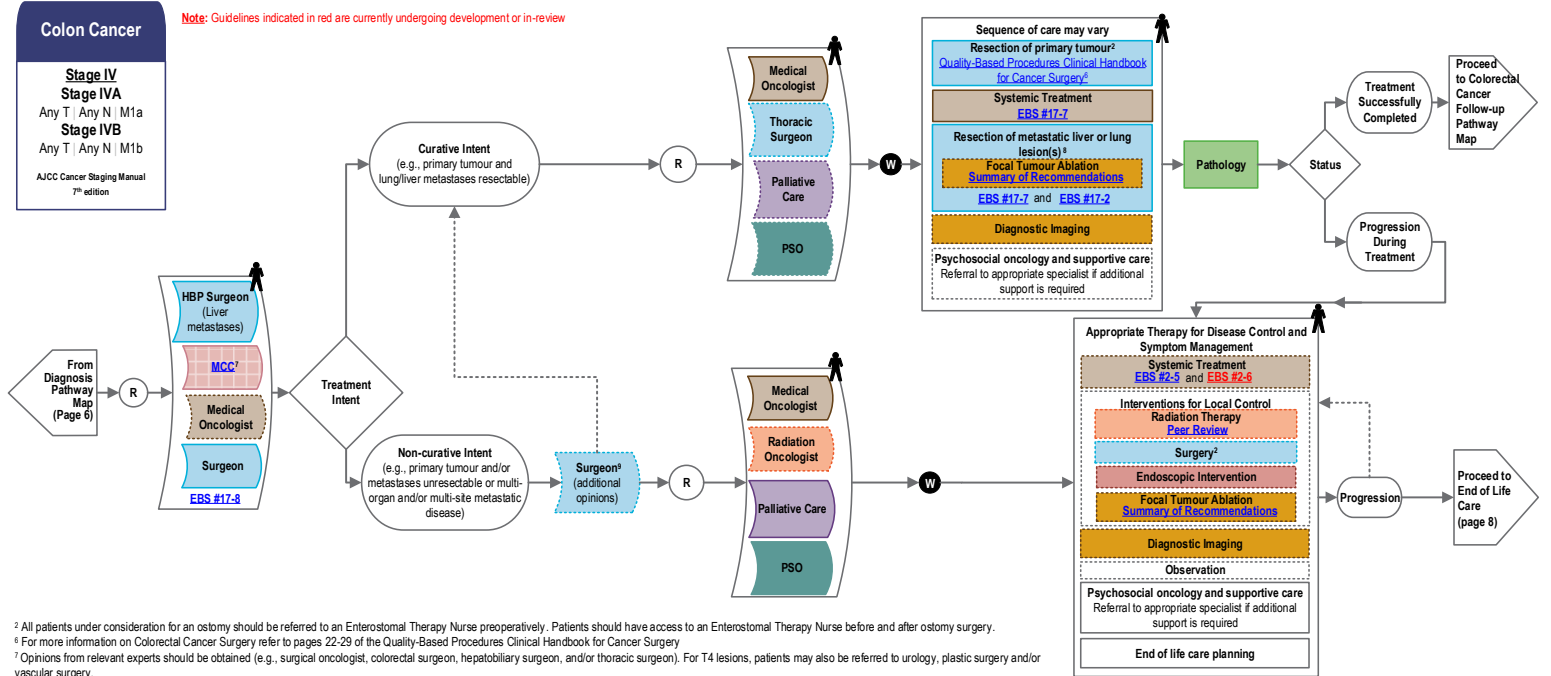 Colon Cancer
Stage IV
Stage IVA
Any T | Any N | M1a
Stage IVB
Any T | Any N | M1b
AJCC Cancer Staging Manual
7th edition
Note: Guidelines indicated in red are currently undergoing development or in-review
From
Diagnosis
Pathway
Map
(Page 6)
R
HBP Surgeon
(Liver
metastases)
MCC7
Medical
Oncologist
Surgeon
EBS #17-8
Treatment
Intent
Curative Intent
(e.g., primary tumour and
lung/liver metastases resectable)
R
Medical
Oncologist
Thoracic
Surgeon
Palliative
Care
PSO
W
Sequence of care may vary
Resection of primary tumour2
Quality-Based Procedures Clinical Handbook
for Cancer Surgery6
Systemic Treatment
EBS #17-7
Resection of metastatic liver or lung
lesion(s) 8
Focal Tumour Ablation
Summary of Recommendations
EBS #17-7 and EBS #17-2
Diagnostic Imaging
Psychosocial oncology and supportive care
Referral to appropriate specialist if additional
support is required
Pathology
Status
Treatment
Successfully
Completed
Proceed
to Colorectal
Cancer
Follow-up
Pathway
Map
Progression
During
Treatment
Non-curative Intent
(e.g., primary tumour and/or
metastases unresectable or multi-
organ and/or multi-site metastatic
disease)
Surgeon9
(additional
opinions)
R
Medical
Oncologist
Radiation
Oncologist
Palliative Care
PSO
W
Appropriate Therapy for Disease Control and
Symptom Management
Systemic Treatment
EBS #2-5 and EBS #2-6
Interventions for Local Control
Radiation Therapy
Peer Review
Surgery2
Endoscopic Intervention
Focal Tumour Ablation
Summary of Recommendations
Diagnostic Imaging
Observation
Psychosocial oncology and supportive care
Referral to appropriate specialist if additional
support is required
End of life care planning
Progression
Proceed to
End of Life
Care
(page 8)
2 All patients under consideration for an ostomy should be referred to an Enterostomal Therapy Nurse preoperatively. Patients should have access to an Enterostomal Therapy Nurse before and after ostomy surgery.
6 For more information on Colorectal Cancer Surgery refer to pages 22-29 of the Quality-Based Procedures Clinical Handbook for Cancer Surgery
7 Opinions from relevant experts should be obtained (e.g., surgical oncologist, colorectal surgeon, hepatobiliary surgeon, and/or thoracic surgeon). For T4 lesions, patients may also be referred to urology, plastic surgery and/or
vascular surgery.